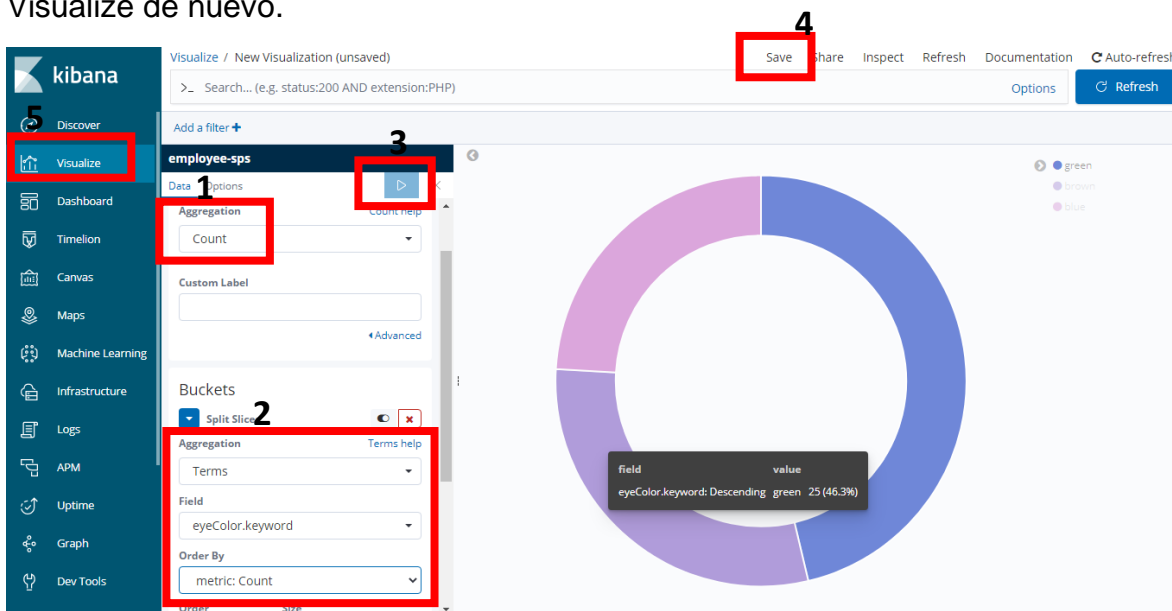 Visualize de nuevo.
4
kibana
Visualize / New Visualization (unsaved)
Save Share Inspect Refresh Documentation Auto-refresh
>_ Search... (e.g. status:200 AND extension:PHP)
Options
Refresh
5
Discover
Visualize
Dashboard
Timelion
Canvas
Maps
Machine Learning
Infrastructure
Logs
APM
Uptime
Graph
Dev Tools
Add a filter +
3
employee-sps
Data Options
1
Aggregation Count help
Count
Custom Label
Advanced
Buckets
2
Split Slices
Aggregation Terms help
Terms
Field
eyeColor.keyword
Order By
metric: Count
Order Size
green
brown
blue
field value
eyeColor.keyword: Descending green 25 (46.3%)